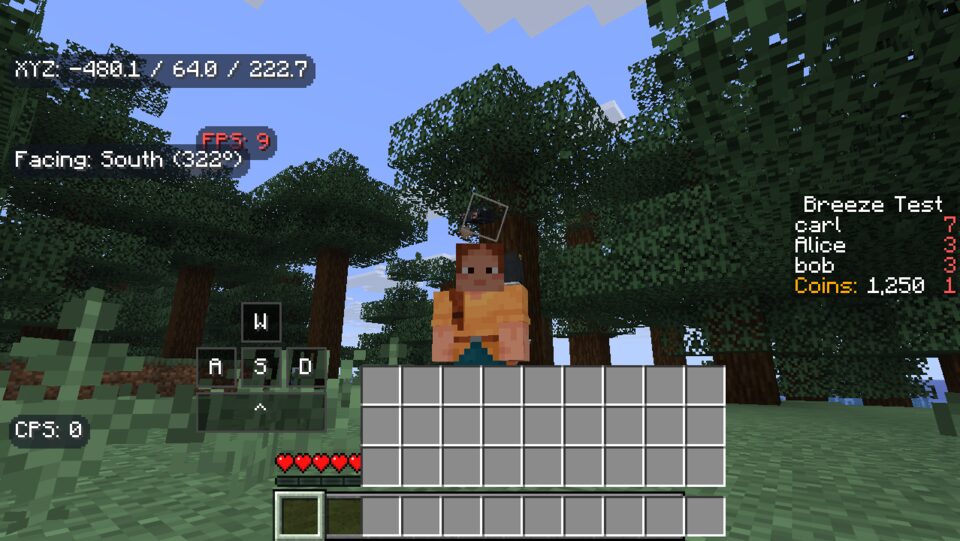 XYZ: -480.1 / 64.0 / 222.7
FPS: 9
Facing: South (322°)
Breeze Test
carl 7
Alice 3
bob 3
Coins: 1,250 1
W
A S D
^
CPS: 0